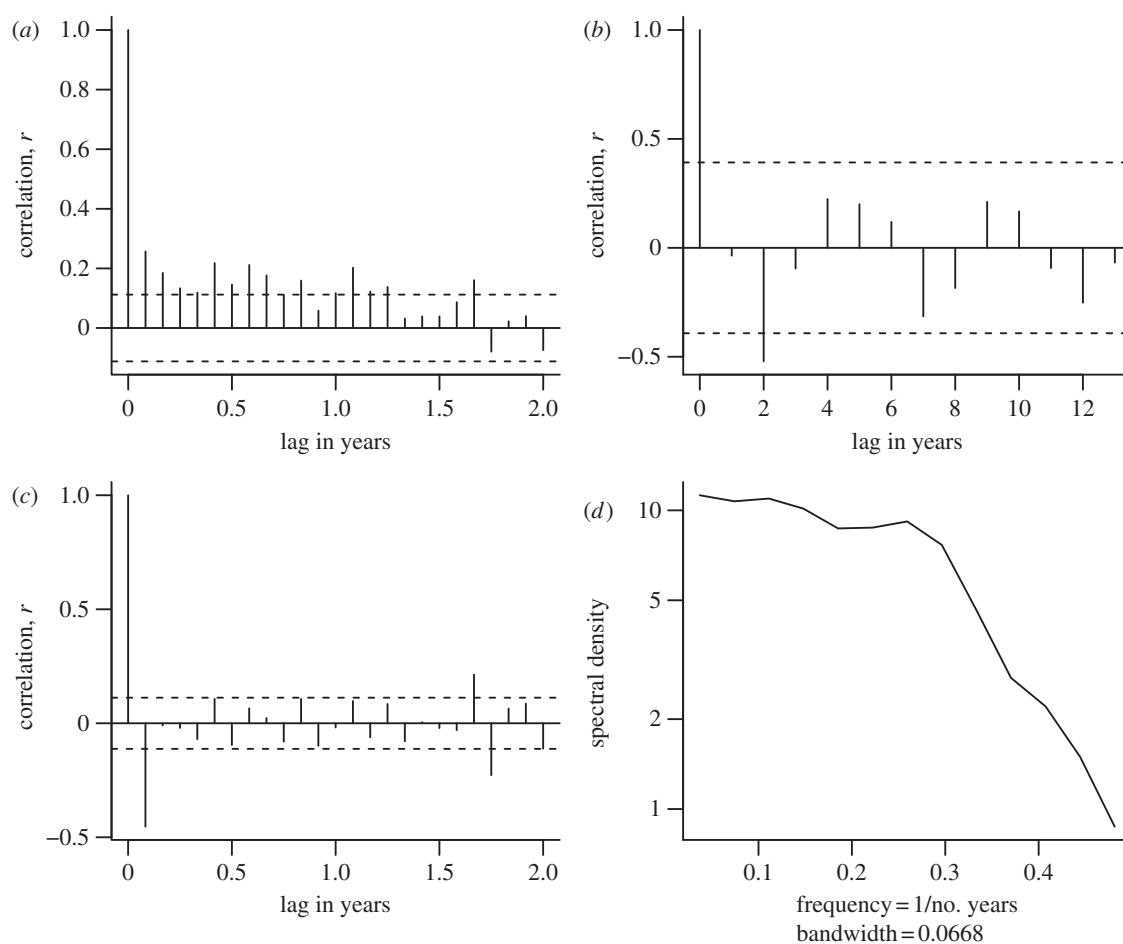 (a)
1.0
0.8
0.6
0.4
0.2
0
correlation, r
0 0.5 1.0 1.5 2.0
lag in years
(b)
1.0
0.5
0
−0.5
correlation, r
0 2 4 6 8 10 12
lag in years
(c)
1.0
0.5
0
−0.5
correlation, r
0 0.5 1.0 1.5 2.0
lag in years
(d)
10
5
2
1
spectral density
0.1 0.2 0.3 0.4
frequency = 1/no. years
bandwidth = 0.0668